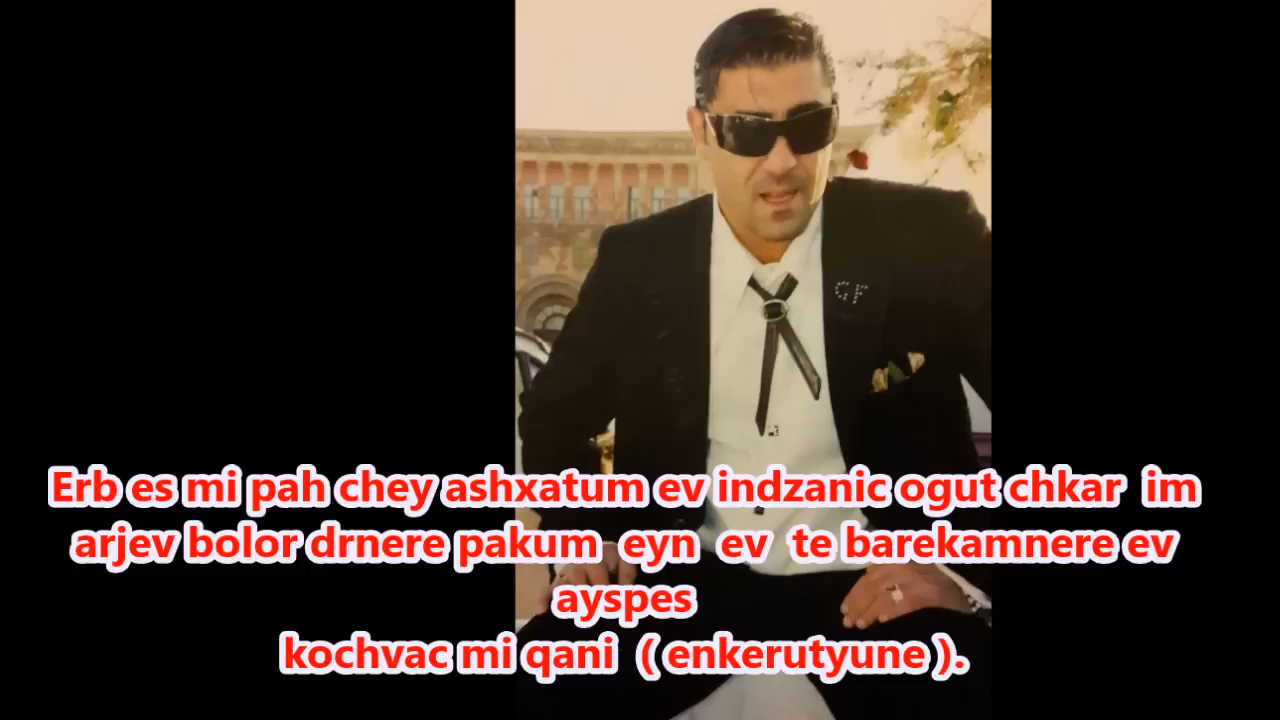 GF
Erb es mi pah chey ashxatum ev indzanic ogut chkar im
arjev bolor drnere pakum eyn ev te barekamnere ev
ayspes
kochvac mi qani ( enkerutyune ).